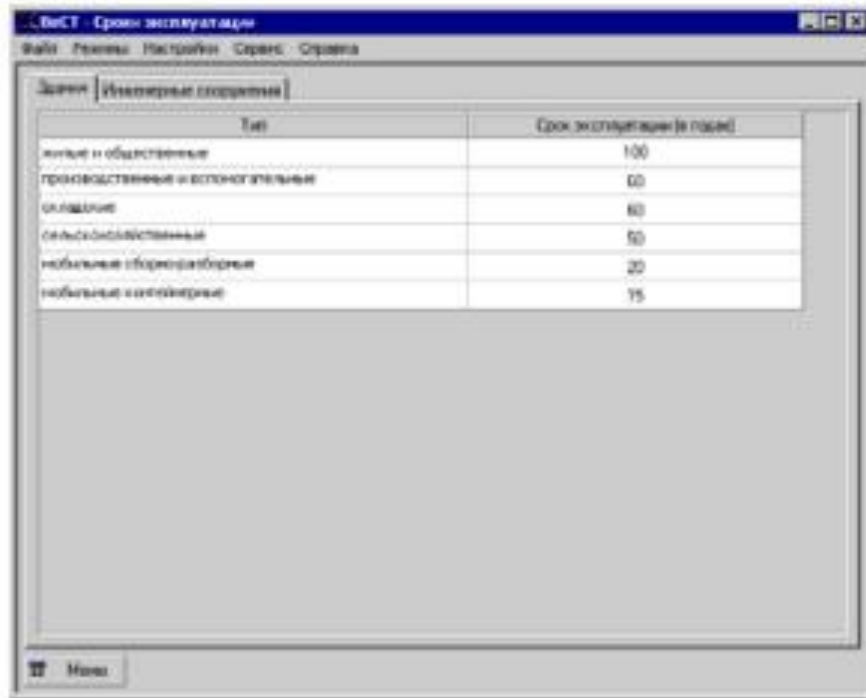 ВеСТ - Сроки эксплуатации
Файл Режимы Настройки Сервис Справка
Здания Инженерные сооружения
Тип Срок эксплуатации (в годах)
жилые и общественные 100
производственные и вспомогательные 60
складские 60
сельскохозяйственные 50
мобильные сборно-разборные 20
мобильные контейнерные 15
Меню